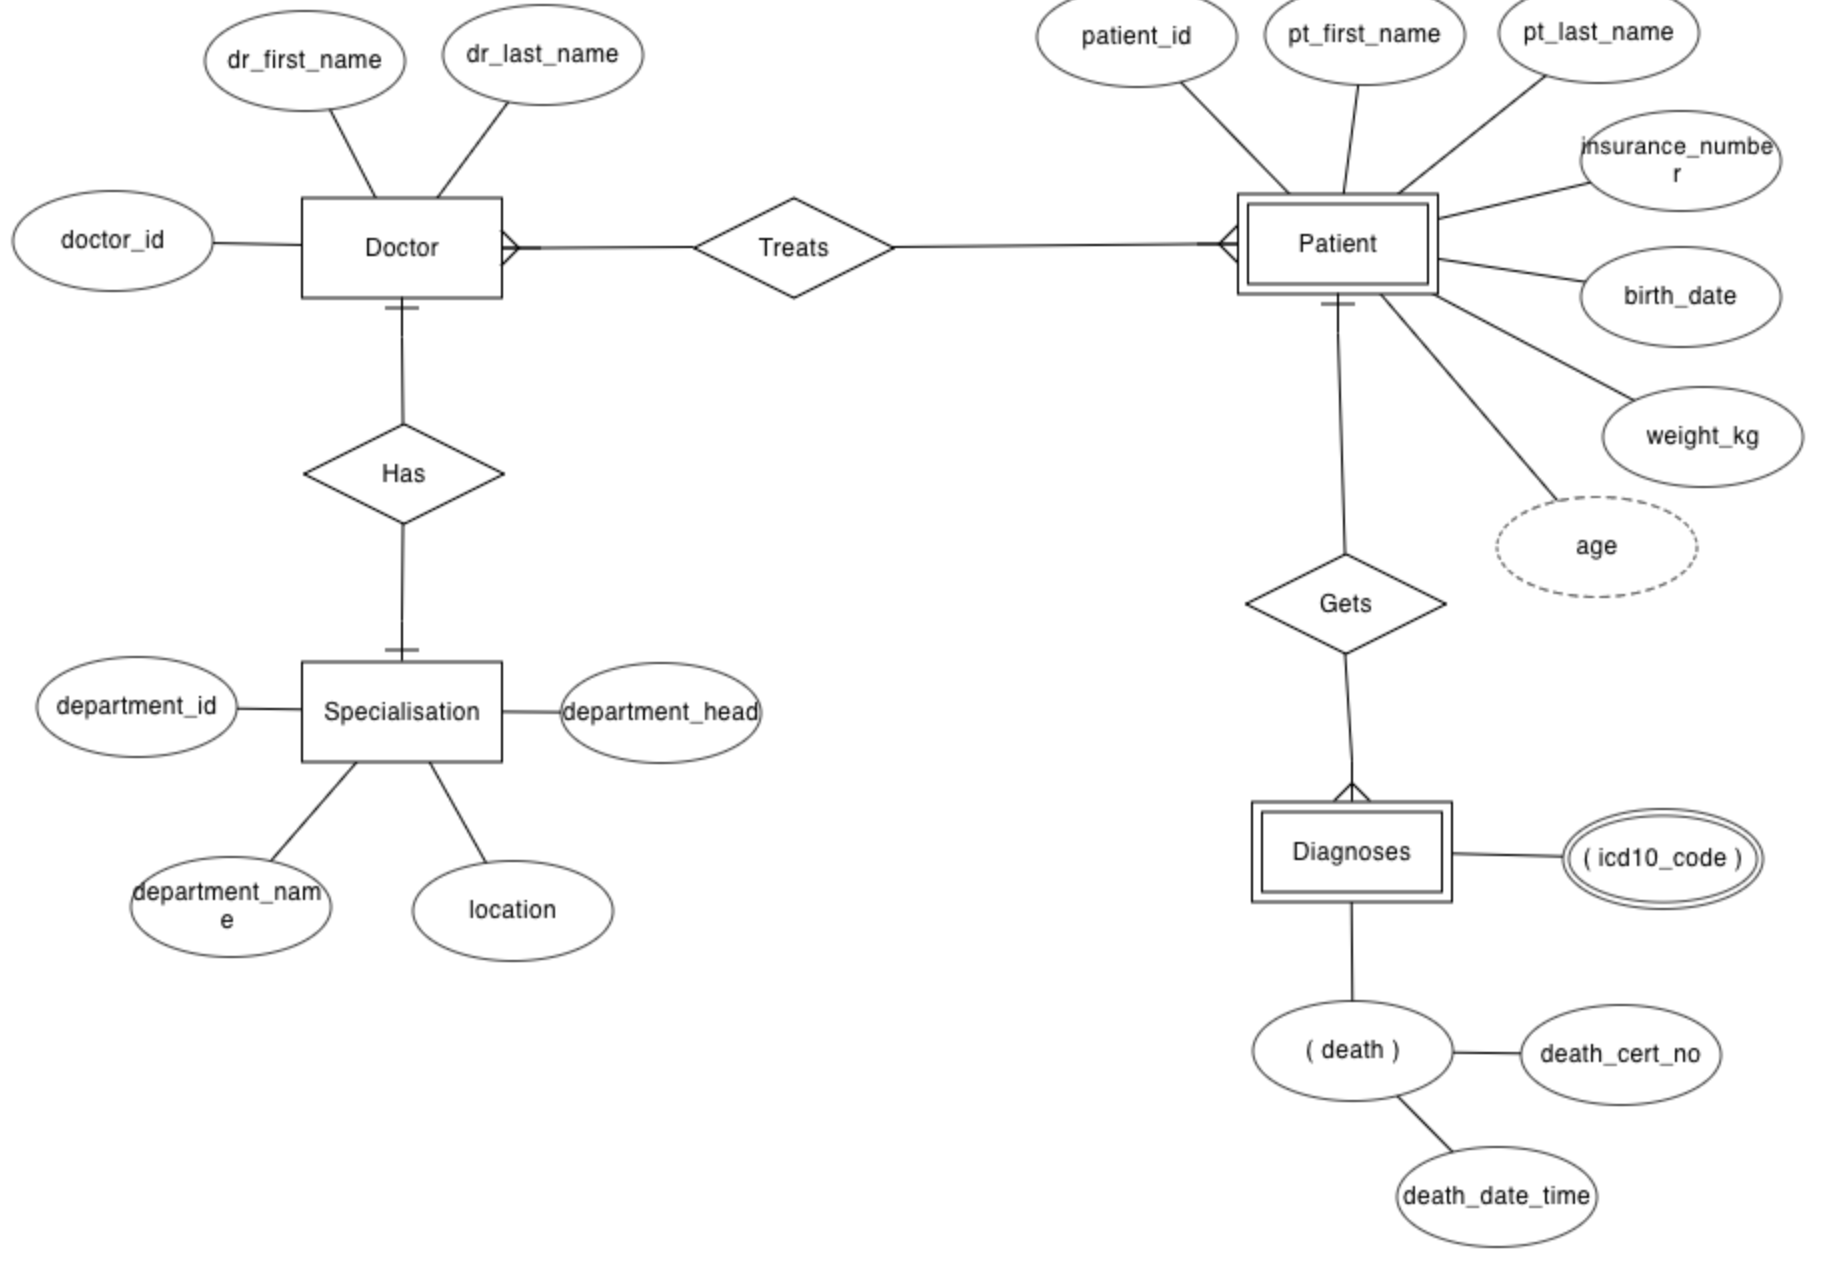 dr_first_name
dr_last_name
patient_id
pt_first_name
pt_last_name
insurance_numbe
r
doctor_id
Doctor
Treats
Patient
birth_date
weight_kg
Has
age
Gets
department_id
Specialisation
department_head
department_nam
e
location
Diagnoses
( icd10_code )
( death )
death_cert_no
death_date_time